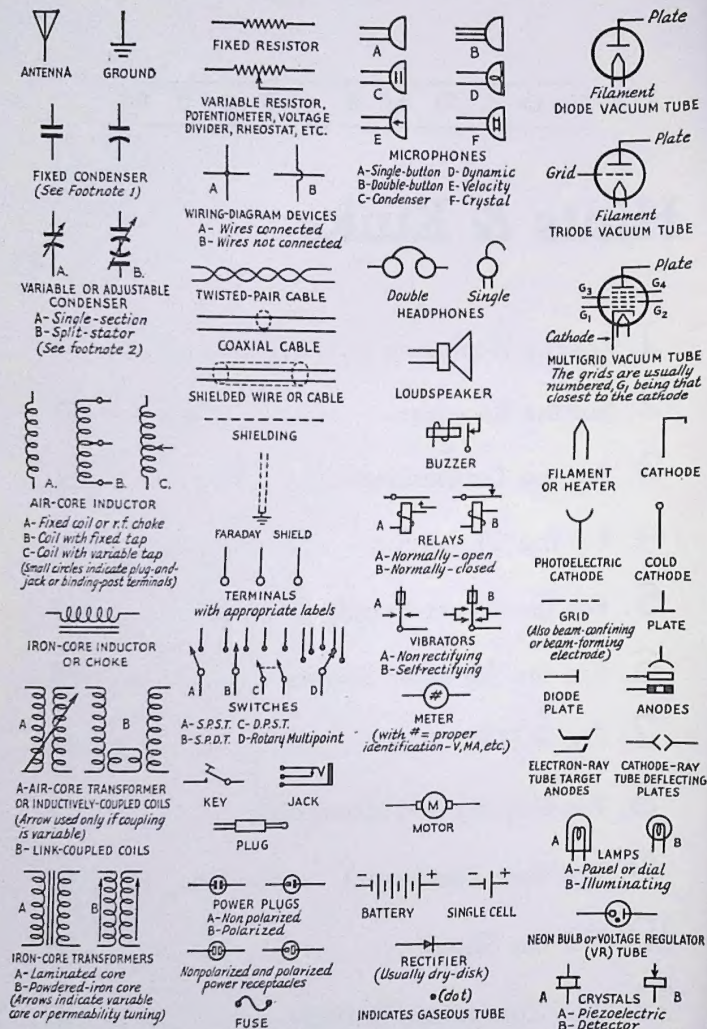 ANTENNA
GROUND
FIXED CONDENSER
(See Footnote 1)
A.
B.
VARIABLE OR ADJUSTABLE
CONDENSER
A- Single-section
B- Split-stator
(See footnote 2)
A.
B.
C.
AIR-CORE INDUCTOR
A- Fixed coil or r.f. choke
B- Coil with fixed tap
C- Coil with variable tap
(Small circles indicate plug-and-
jack or binding-post terminals)
IRON-CORE INDUCTOR
OR CHOKE
A
B
A-AIR-CORE TRANSFORMER
OR INDUCTIVELY-COUPLED COILS
(Arrow used only if coupling
is variable)
B- LINK-COUPLED COILS
A
B
IRON-CORE TRANSFORMERS
A- Laminated core
B- Powdered-iron core
(Arrows indicate variable
core or permeability tuning)
FIXED RESISTOR
VARIABLE RESISTOR,
POTENTIOMETER, VOLTAGE
DIVIDER, RHEOSTAT, ETC.
A
B
WIRING-DIAGRAM DEVICES
A- Wires connected
B- Wires not connected
TWISTED-PAIR CABLE
COAXIAL CABLE
SHIELDED WIRE OR CABLE
SHIELDING
FARADAY SHIELD
TERMINALS
with appropriate labels
A
B
C
D
SWITCHES
A- S.P.S.T. C- D.P.S.T.
B- S.P.D.T. D-Rotary Multipoint
KEY
JACK
PLUG
POWER PLUGS
A-Non polarized
B- Polarized
Nonpolarized and polarized
power receptacles
FUSE
A
B
C
D
E
F
MICROPHONES
A-Single-button D- Dynamic
B-Double-button E- Velocity
C- Condenser F- Crystal
Double
Single
HEADPHONES
LOUDSPEAKER
BUZZER
A
B
RELAYS
A- Normally - open
B- Normally - closed
A
B
VIBRATORS
A- Non rectifying
B- Self-rectifying
#
METER
(with # = proper
identification - V, MA, etc.)
M
MOTOR
- +
- +
BATTERY
SINGLE CELL
RECTIFIER
(Usually dry-disk)
•(dot)
INDICATES GASEOUS TUBE
Plate
Filament
DIODE VACUUM TUBE
Plate
Grid
Filament
TRIODE VACUUM TUBE
Plate
G3
G4
G1
G2
Cathode
MULTIGRID VACUUM TUBE
The grids are usually
numbered, G1 being that
closest to the cathode
FILAMENT
OR HEATER
CATHODE
PHOTOELECTRIC
CATHODE
COLD
CATHODE
GRID
(Also beam-confining
or beam-forming
electrode)
PLATE
DIODE
PLATE
ANODES
ELECTRON-RAY
TUBE TARGET
ANODES
CATHODE-RAY
TUBE DEFLECTING
PLATES
A
B
LAMPS
A- Panel or dial
B- Illuminating
NEON BULB or VOLTAGE REGULATOR
(VR) TUBE
A
B
CRYSTALS
A- Piezoelectric
B- Detector